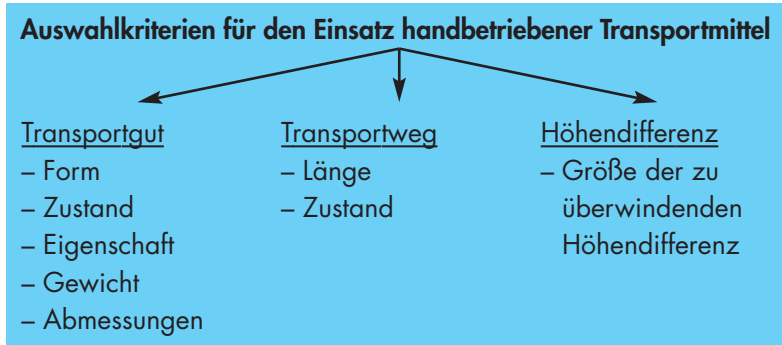 Auswahlkriterien für den Einsatz handbetriebener Transportmittel
Transportgut
– Form
– Zustand
– Eigenschaft
– Gewicht
– Abmessungen
Transportweg
– Länge
– Zustand
Höhendifferenz
– Größe der zu
überwindenden
Höhendifferenz